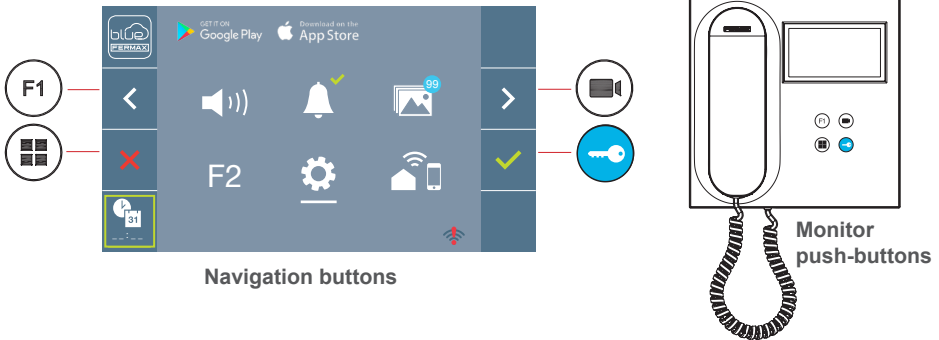 blue
FERMAX
GET IT ON
Google Play
Download on the
App Store
F1
99
F2
31
--:--
Navigation buttons
FERMAX
F1
Monitor
push-buttons